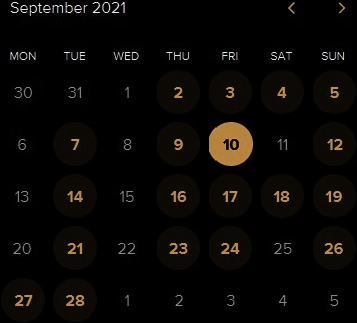 September 2021
MON TUE WED THU FRI SAT SUN
30 31 1 2 3 4 5
6 7 8 9 10 11 12
13 14 15 16 17 18 19
20 21 22 23 24 25 26
27 28 1 2 3 4 5